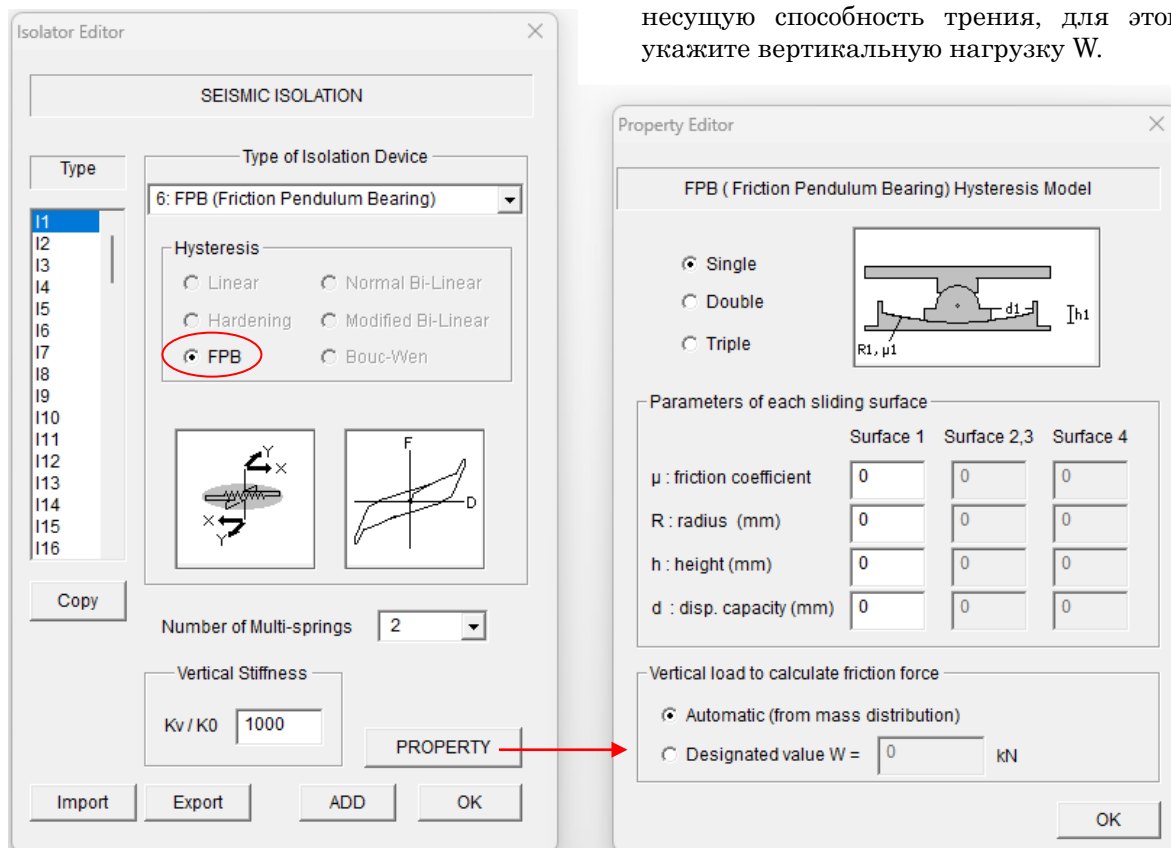 несущую способность трения, для этог
укажите вертикальную нагрузку W.
Isolator Editor
SEISMIC ISOLATION
Type
I1
I2
I3
I4
I5
I6
I7
I8
I9
I10
I11
I12
I13
I14
I15
I16
Copy
Type of Isolation Device
6: FPB (Friction Pendulum Bearing)
Hysteresis
Linear Normal Bi-Linear
Hardening Modified Bi-Linear
FPB Bouc-Wen
Y
X
X
Y
F
D
Number of Multi-springs 2
Vertical Stiffness
Kv / K0 1000
PROPERTY
Import Export ADD OK
Property Editor
FPB ( Friction Pendulum Bearing) Hysteresis Model
Single
Double
Triple
d1
h1
R1, μ1
Parameters of each sliding surface
Surface 1 Surface 2,3 Surface 4
μ : friction coefficient 0 0 0
R : radius (mm) 0 0 0
h : height (mm) 0 0 0
d : disp. capacity (mm) 0 0 0
Vertical load to calculate friction force
Automatic (from mass distribution)
Designated value W = 0 kN
OK